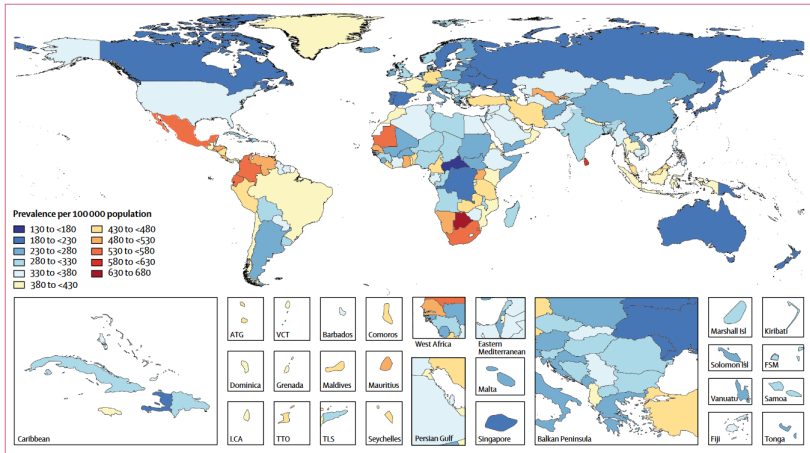 Prevalence per 100 000 population
130 to <180
180 to <230
230 to <280
280 to <330
330 to <380
380 to <430
430 to <480
480 to <530
530 to <580
580 to <630
630 to 680
Caribbean
ATG
VCT
Barbados
Comoros
West Africa
Eastern
Mediterranean
Dominica
Grenada
Maldives
Mauritius
Malta
LCA
TTO
TLS
Seychelles
Persian Gulf
Singapore
Balkan Peninsula
Marshall Isl
Kiribati
Solomon Isl
FSM
Vanuatu
Samoa
Fiji
Tonga